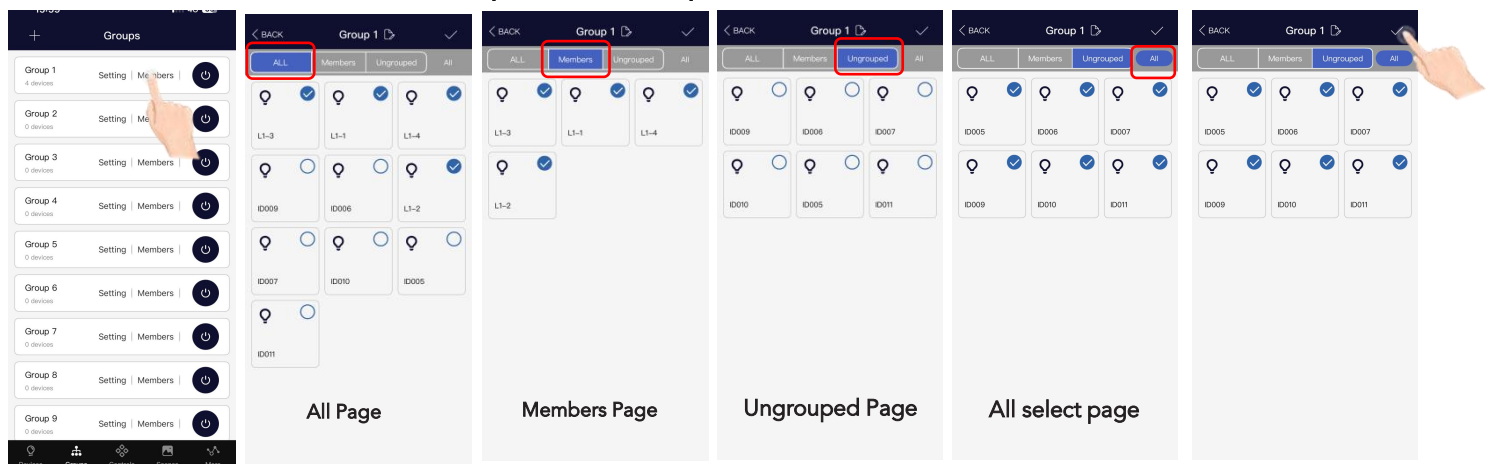 Groups
Group 1
4 devices
Setting | Members |
Group 2
0 devices
Setting |
Group 3
0 devices
Setting | Members |
Group 4
0 devices
Setting | Members |
Group 5
0 devices
Setting | Members |
Group 6
0 devices
Setting | Members |
Group 7
0 devices
Setting | Members |
Group 8
0 devices
Setting | Members |
Group 9
0 devices
Setting | Members |
< BACK Group 1
ALL Members Ungrouped All
L1-3 L1-1 L1-4
ID009 ID006 L1-2
ID007 ID010 ID005
ID011
All Page
< BACK Group 1
ALL Members Ungrouped All
L1-3 L1-1 L1-4
L1-2
Members Page
< BACK Group 1
ALL Members Ungrouped All
ID009 ID006 ID007
ID010 ID005 ID011
Ungrouped Page
< BACK Group 1
ALL Members Ungrouped All
ID005 ID006 ID007
ID009 ID010 ID011
All select page
< BACK Group 1
ALL Members Ungrouped All
ID005 ID006 ID007
ID009 ID010 ID011